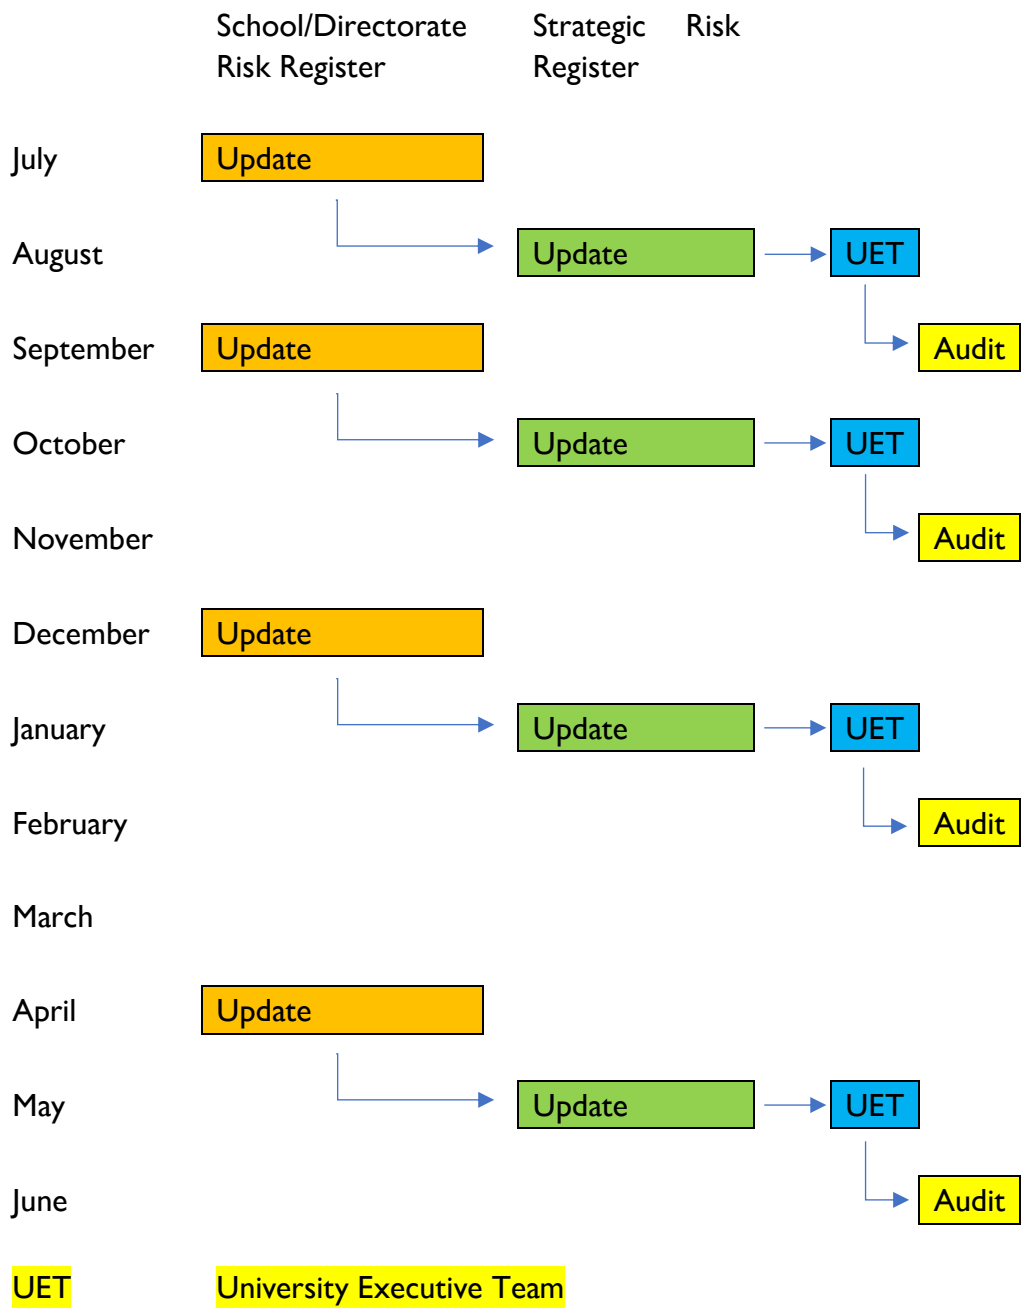 School/Directorate Strategic Risk
Risk Register Register
July Update
August Update UET
September Update Audit
October Update UET
November Audit
December Update
January Update UET
February Audit
March
April Update
May Update UET
June Audit
UET University Executive Team